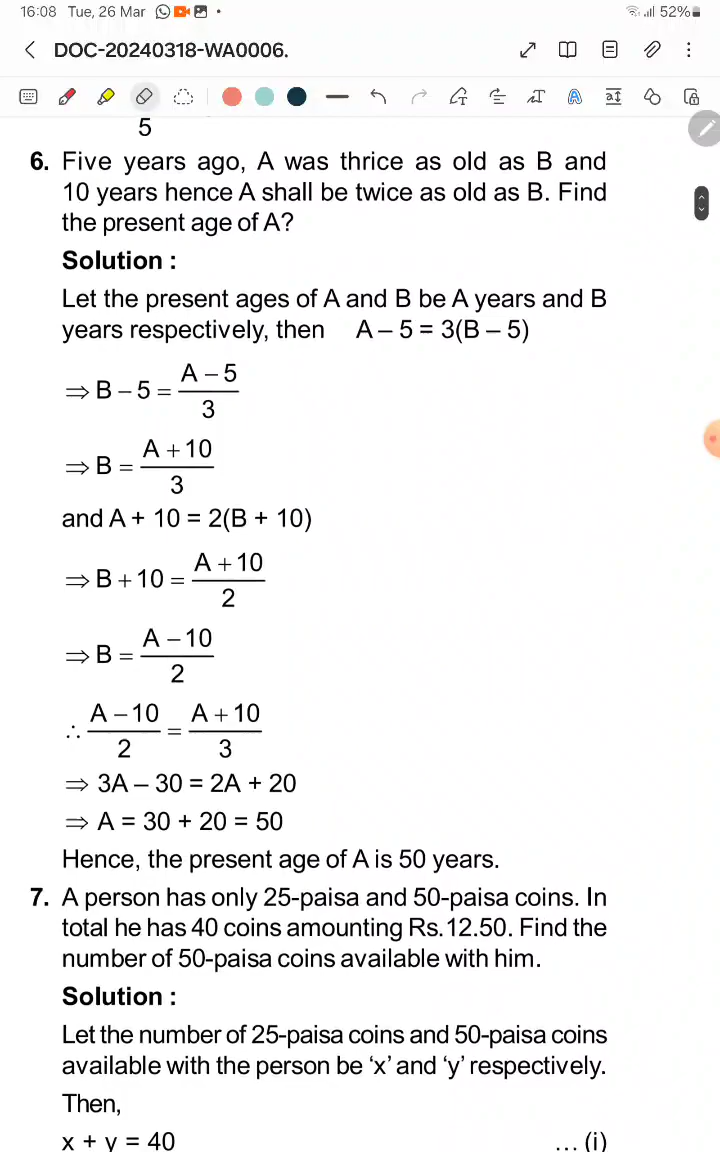 16:08 Tue, 26 Mar
52%
DOC-20240318-WA0006.
5
6. Five years ago, A was thrice as old as B and
10 years hence A shall be twice as old as B. Find
the present age of A?
Solution :
Let the present ages of A and B be A years and B
years respectively, then A – 5 = 3(B – 5)
⇒ B – 5 = (A – 5)/3
⇒ B = (A + 10)/3
and A + 10 = 2(B + 10)
⇒ B + 10 = (A + 10)/2
⇒ B = (A – 10)/2
∴ (A – 10)/2 = (A + 10)/3
⇒ 3A – 30 = 2A + 20
⇒ A = 30 + 20 = 50
Hence, the present age of A is 50 years.
7. A person has only 25-paisa and 50-paisa coins. In
total he has 40 coins amounting Rs.12.50. Find the
number of 50-paisa coins available with him.
Solution :
Let the number of 25-paisa coins and 50-paisa coins
available with the person be ‘x’ and ‘y’ respectively.
Then,
x + y = 40 ... (i)